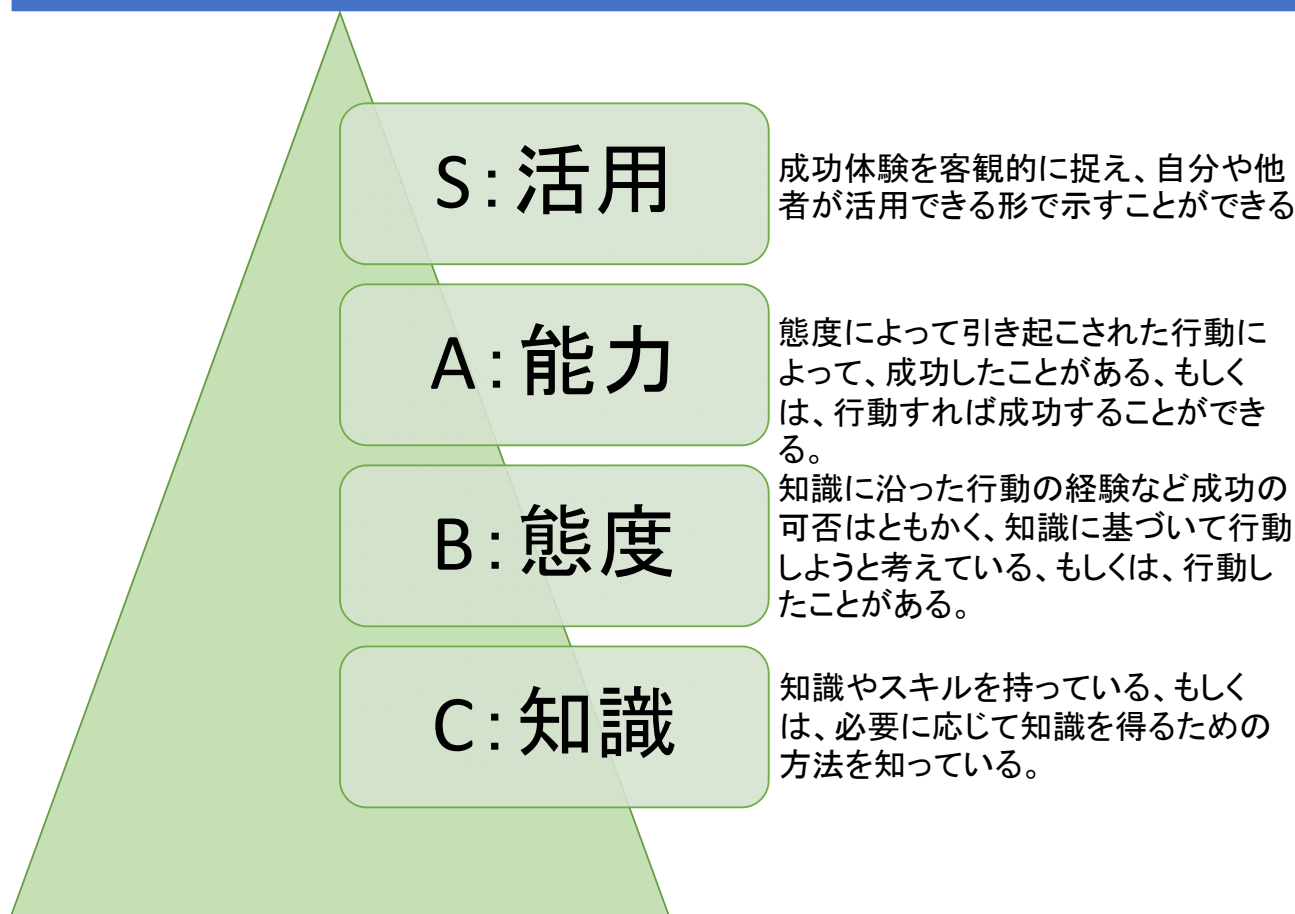 S：活用
成功体験を客観的に捉え、自分や他
者が活用できる形で示すことができる
A：能力
態度によって引き起こされた行動に
よって、成功したことがある、もしく
は、行動すれば成功することができ
る。
B：態度
知識に沿った行動の経験など成功の
可否はともかく、知識に基づいて行動
しようと考えている、もしくは、行動し
たことがある。
C：知識
知識やスキルを持っている、もしく
は、必要に応じて知識を得るための
方法を知っている。